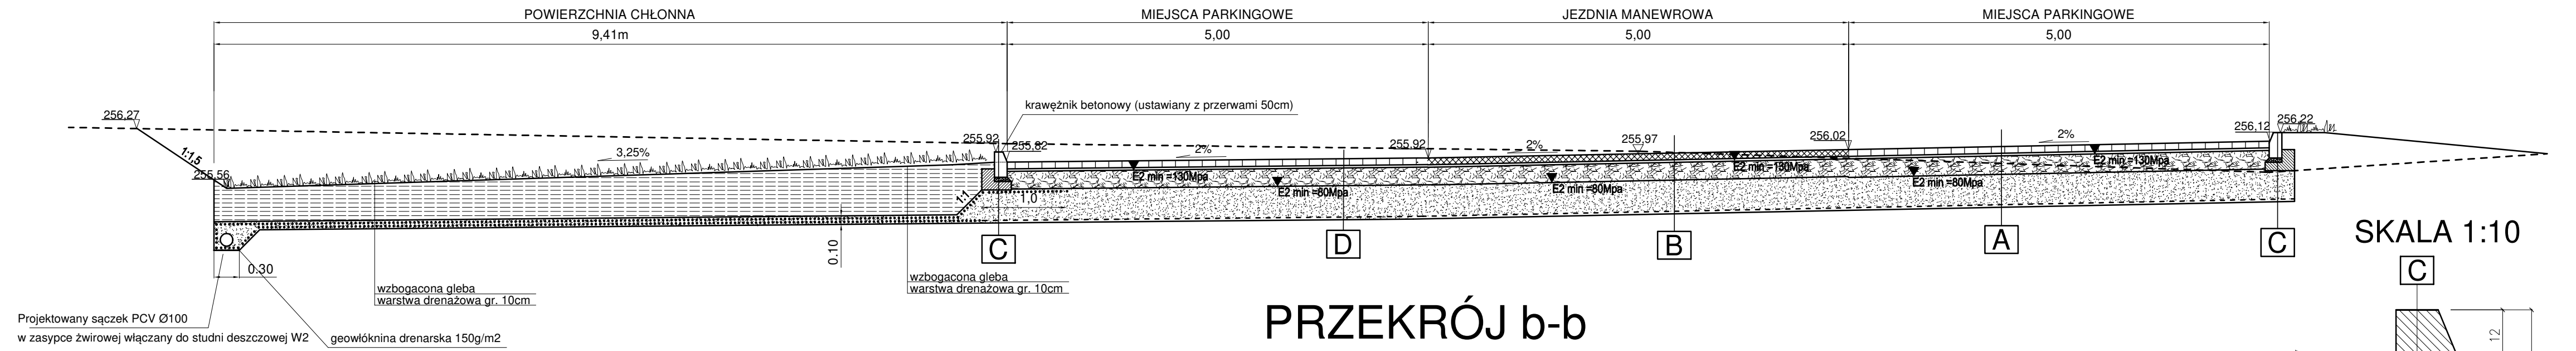 POWIERZCHNIA CHŁONNA
MIEJSCA PARKINGOWE
JEZDNIA MANEWROWA
MIEJSCA PARKINGOWE
9,41m
5,00
5,00
5,00
krawężnik betonowy (ustawiany z przerwami 50cm)
256,27
255,92
255,82
255,92
255,97
256,02
256,12
256,22
1:1,5
3,25%
2%
2%
2%
255,56
E2 min =130Mpa
E2 min =80Mpa
E2 min =80Mpa
E2 min =130Mpa
E2 min =80Mpa
E2 min =130Mpa
1:1
1,0
0.10
0.30
C
D
B
A
C
SKALA 1:10
C
12
wzbogacona gleba
warstwa drenażowa gr. 10cm
wzbogacona gleba
warstwa drenażowa gr. 10cm
Projektowany sączek PCV Ø100
w zasypce żwirowej włączany do studni deszczowej W2
geowłóknina drenarska 150g/m2
PRZEKRÓJ b-b